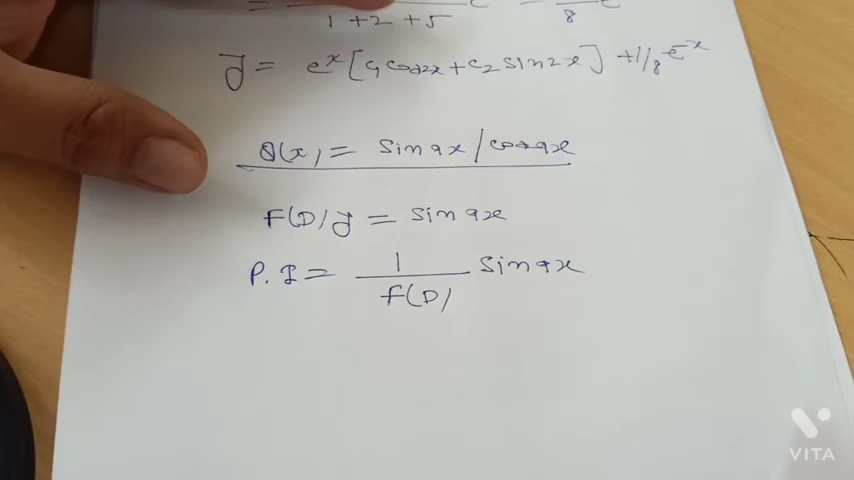 1 + 2 + 5
8
y = e^x [c1 cos2x + c2 sin2x] + 1/8 e^-x
Q(x) = sin ax / cos ax
F(D) y = sin ax
P.I = 1 / f(D) sin ax
VITA